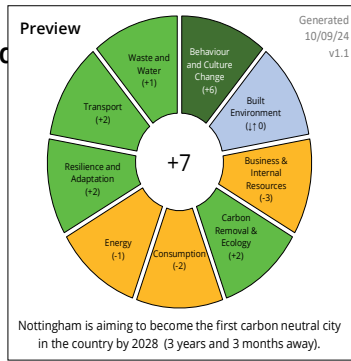 Preview
Generated
10/09/24
v1.1
Behaviour
and Culture
Change
(+6)
Built
Environment
(↓↑ 0)
Business &
Internal
Resources
(-3)
Carbon
Removal &
Ecology
(+2)
Consumption
(-2)
Energy
(-1)
Resilience and
Adaptation
(+2)
Transport
(+2)
Waste and
Water
(+1)
+7
Nottingham is aiming to become the first carbon neutral city
in the country by 2028 (3 years and 3 months away).